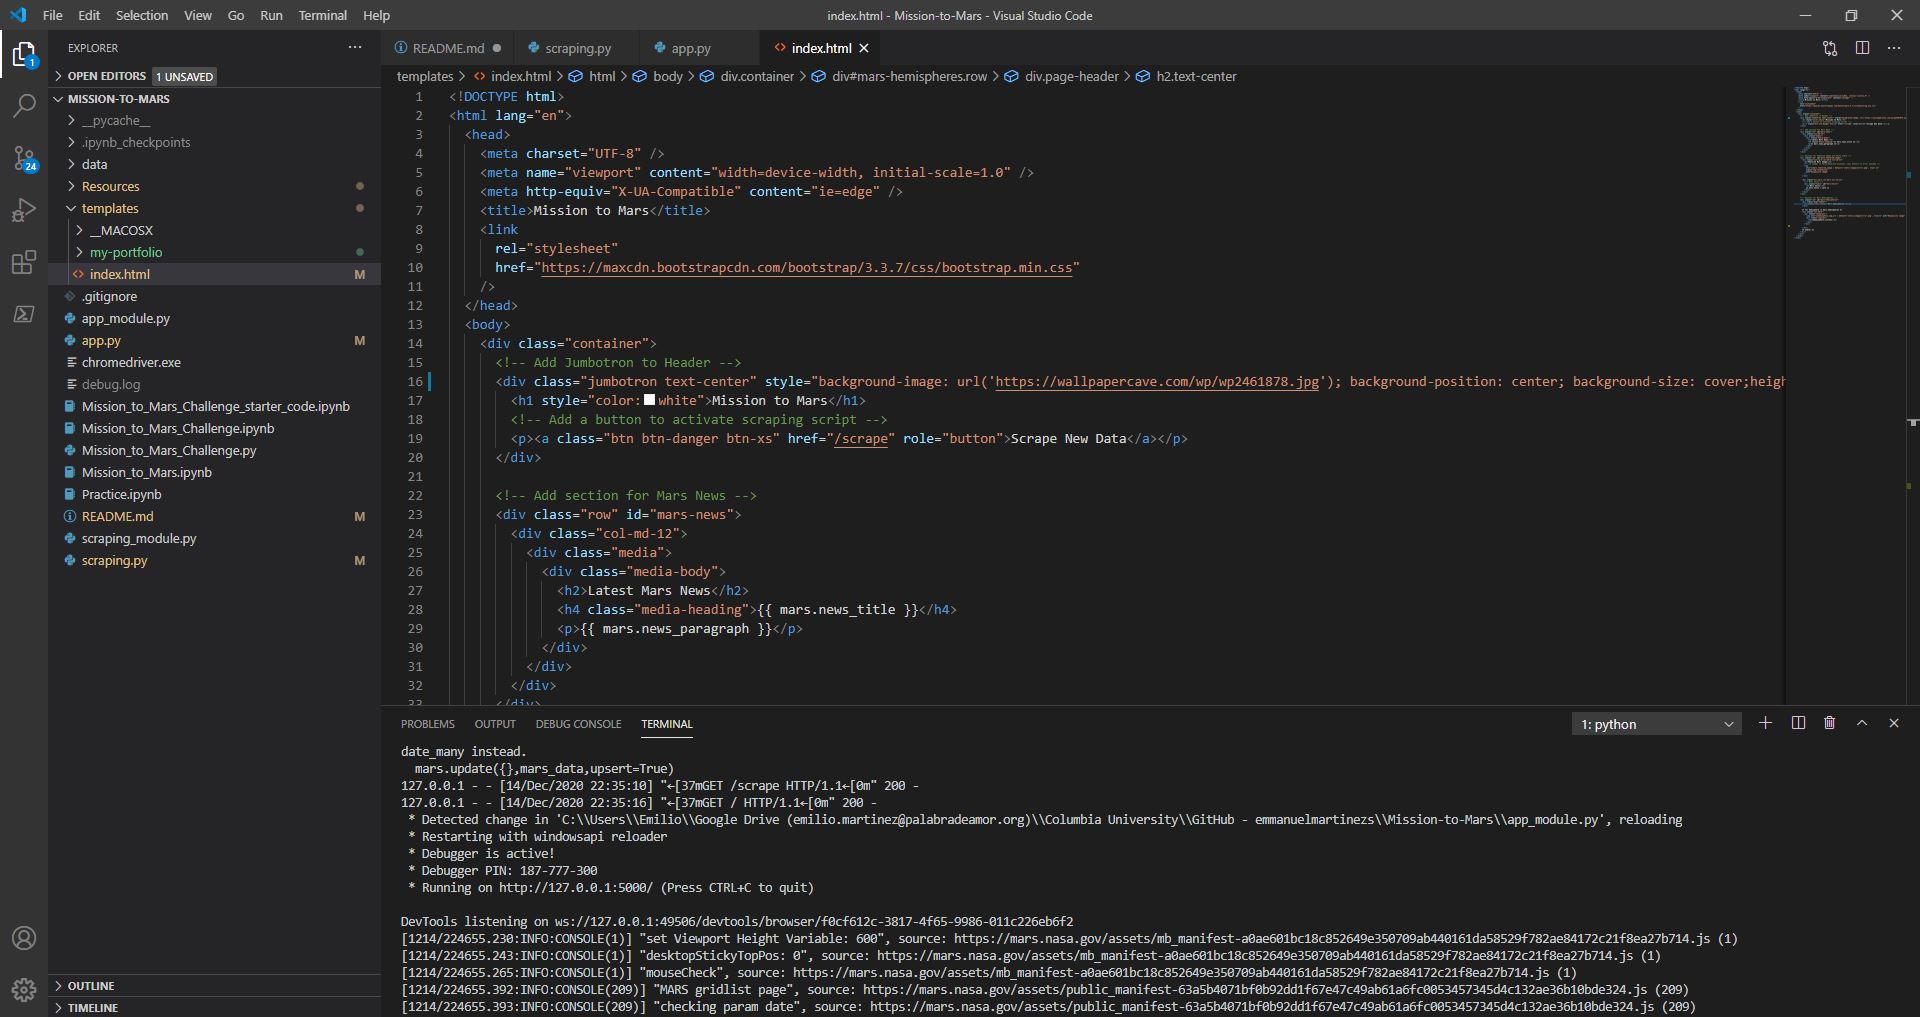 File Edit Selection View Go Run Terminal Help
index.html - Mission-to-Mars - Visual Studio Code
EXPLORER
README.md
scraping.py
app.py
index.html
1
OPEN EDITORS 1 UNSAVED
templates > index.html > html > body > div.container > div#mars-hemispheres.row > div.page-header > h2.text-center
MISSION-TO-MARS
__pycache__
.ipynb_checkpoints
data
24
Resources
templates
__MACOSX
my-portfolio
index.html M
.gitignore
app_module.py
app.py M
chromedriver.exe
debug.log
Mission_to_Mars_Challenge_starter_code.ipynb
Mission_to_Mars_Challenge.ipynb
Mission_to_Mars_Challenge.py
Mission_to_Mars.ipynb
Practice.ipynb
README.md M
scraping_module.py
scraping.py M
OUTLINE
TIMELINE
1 <!DOCTYPE html>
2 <html lang="en">
3 <head>
4 <meta charset="UTF-8" />
5 <meta name="viewport" content="width=device-width, initial-scale=1.0" />
6 <meta http-equiv="X-UA-Compatible" content="ie=edge" />
7 <title>Mission to Mars</title>
8 <link
9 rel="stylesheet"
10 href="https://maxcdn.bootstrapcdn.com/bootstrap/3.3.7/css/bootstrap.min.css"
11 />
12 </head>
13 <body>
14 <div class="container">
15 <!-- Add Jumbotron to Header -->
16 <div class="jumbotron text-center" style="background-image: url('https://wallpapercave.com/wp/wp2461878.jpg'); background-position: center; background-size: cover;heigh
17 <h1 style="color:white">Mission to Mars</h1>
18 <!-- Add a button to activate scraping script -->
19 <p><a class="btn btn-danger btn-xs" href="/scrape" role="button">Scrape New Data</a></p>
20 </div>
21
22 <!-- Add section for Mars News -->
23 <div class="row" id="mars-news">
24 <div class="col-md-12">
25 <div class="media">
26 <div class="media-body">
27 <h2>Latest Mars News</h2>
28 <h4 class="media-heading">{{ mars.news_title }}</h4>
29 <p>{{ mars.news_paragraph }}</p>
30 </div>
31 </div>
32 </div>
33 </div>
PROBLEMS OUTPUT DEBUG CONSOLE TERMINAL
1: python
date_many instead.
mars.update({},mars_data,upsert=True)
127.0.0.1 - - [14/Dec/2020 22:35:10] "←[37mGET /scrape HTTP/1.1←[0m" 200 -
127.0.0.1 - - [14/Dec/2020 22:35:16] "←[37mGET / HTTP/1.1←[0m" 200 -
* Detected change in 'C:\\Users\\Emilio\\Google Drive (emilio.martinez@palabradeamor.org)\\Columbia University\\GitHub - emmanuelmartinezs\\Mission-to-Mars\\app_module.py', reloading
* Restarting with windowsapi reloader
* Debugger is active!
* Debugger PIN: 187-777-300
* Running on http://127.0.0.1:5000/ (Press CTRL+C to quit)
DevTools listening on ws://127.0.0.1:49506/devtools/browser/f0cf612c-3817-4f65-9986-011c226eb6f2
[1214/224655.230:INFO:CONSOLE(1)] "set Viewport Height Variable: 600", source: https://mars.nasa.gov/assets/mb_manifest-a0ae601bc18c852649e350709ab440161da58529f782ae84172c21f8ea27b714.js (1)
[1214/224655.243:INFO:CONSOLE(1)] "desktopStickyTopPos: 0", source: https://mars.nasa.gov/assets/mb_manifest-a0ae601bc18c852649e350709ab440161da58529f782ae84172c21f8ea27b714.js (1)
[1214/224655.265:INFO:CONSOLE(1)] "mouseCheck", source: https://mars.nasa.gov/assets/mb_manifest-a0ae601bc18c852649e350709ab440161da58529f782ae84172c21f8ea27b714.js (1)
[1214/224655.392:INFO:CONSOLE(209)] "MARS gridlist page", source: https://mars.nasa.gov/assets/public_manifest-63a5b4071bf0b92dd1f67e47c49ab61a6fc0053457345d4c132ae36b10bde324.js (209)
[1214/224655.393:INFO:CONSOLE(209)] "checking param date", source: https://mars.nasa.gov/assets/public_manifest-63a5b4071bf0b92dd1f67e47c49ab61a6fc0053457345d4c132ae36b10bde324.js (209)